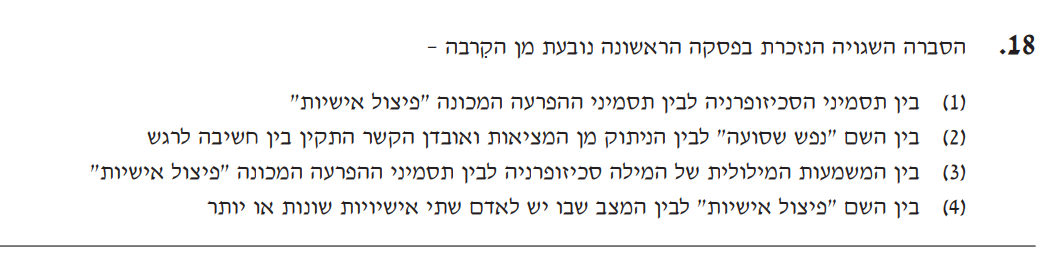 18. הסברה השגויה הנזכרת בפסקה הראשונה נובעת מן הקִרבה –
(1) בין תסמיני הסכיזופרניה לבין תסמיני ההפרעה המכונה "פיצול אישיות"
(2) בין השם "נפש שסועה" לבין הניתוק מן המציאות ואובדן הקשר התקין בין חשיבה לרגש
(3) בין המשמעות המילולית של המילה סכיזופרניה לבין תסמיני ההפרעה המכונה "פיצול אישיות"
(4) בין השם "פיצול אישיות" לבין המצב שבו יש לאדם שתי אישיויות שונות או יותר